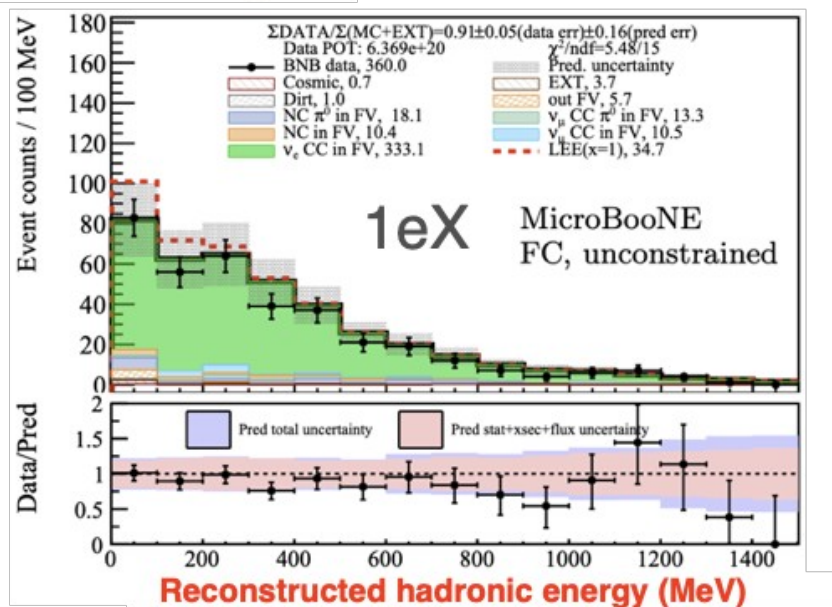 ΣDATA/Σ(MC+EXT)=0.91±0.05(data err)±0.16(pred err)
Data POT: 6.369e+20 χ²/ndf=5.48/15
BNB data, 360.0 Pred. uncertainty
Cosmic, 0.7 EXT, 3.7
Dirt, 1.0 out FV, 5.7
NC π⁰ in FV, 18.1 νμ CC π⁰ in FV, 13.3
NC in FV, 10.4 νμ CC in FV, 10.5
νe CC in FV, 333.1 LEE(x=1), 34.7
Event counts / 100 MeV
180
160
140
120
100
80
60
40
20
0
1eX
MicroBooNE
FC, unconstrained
Data/Pred
2
1.5
1
0.5
0
Pred total uncertainty Pred stat+xsec+flux uncertainty
0 200 400 600 800 1000 1200 1400
Reconstructed hadronic energy (MeV)